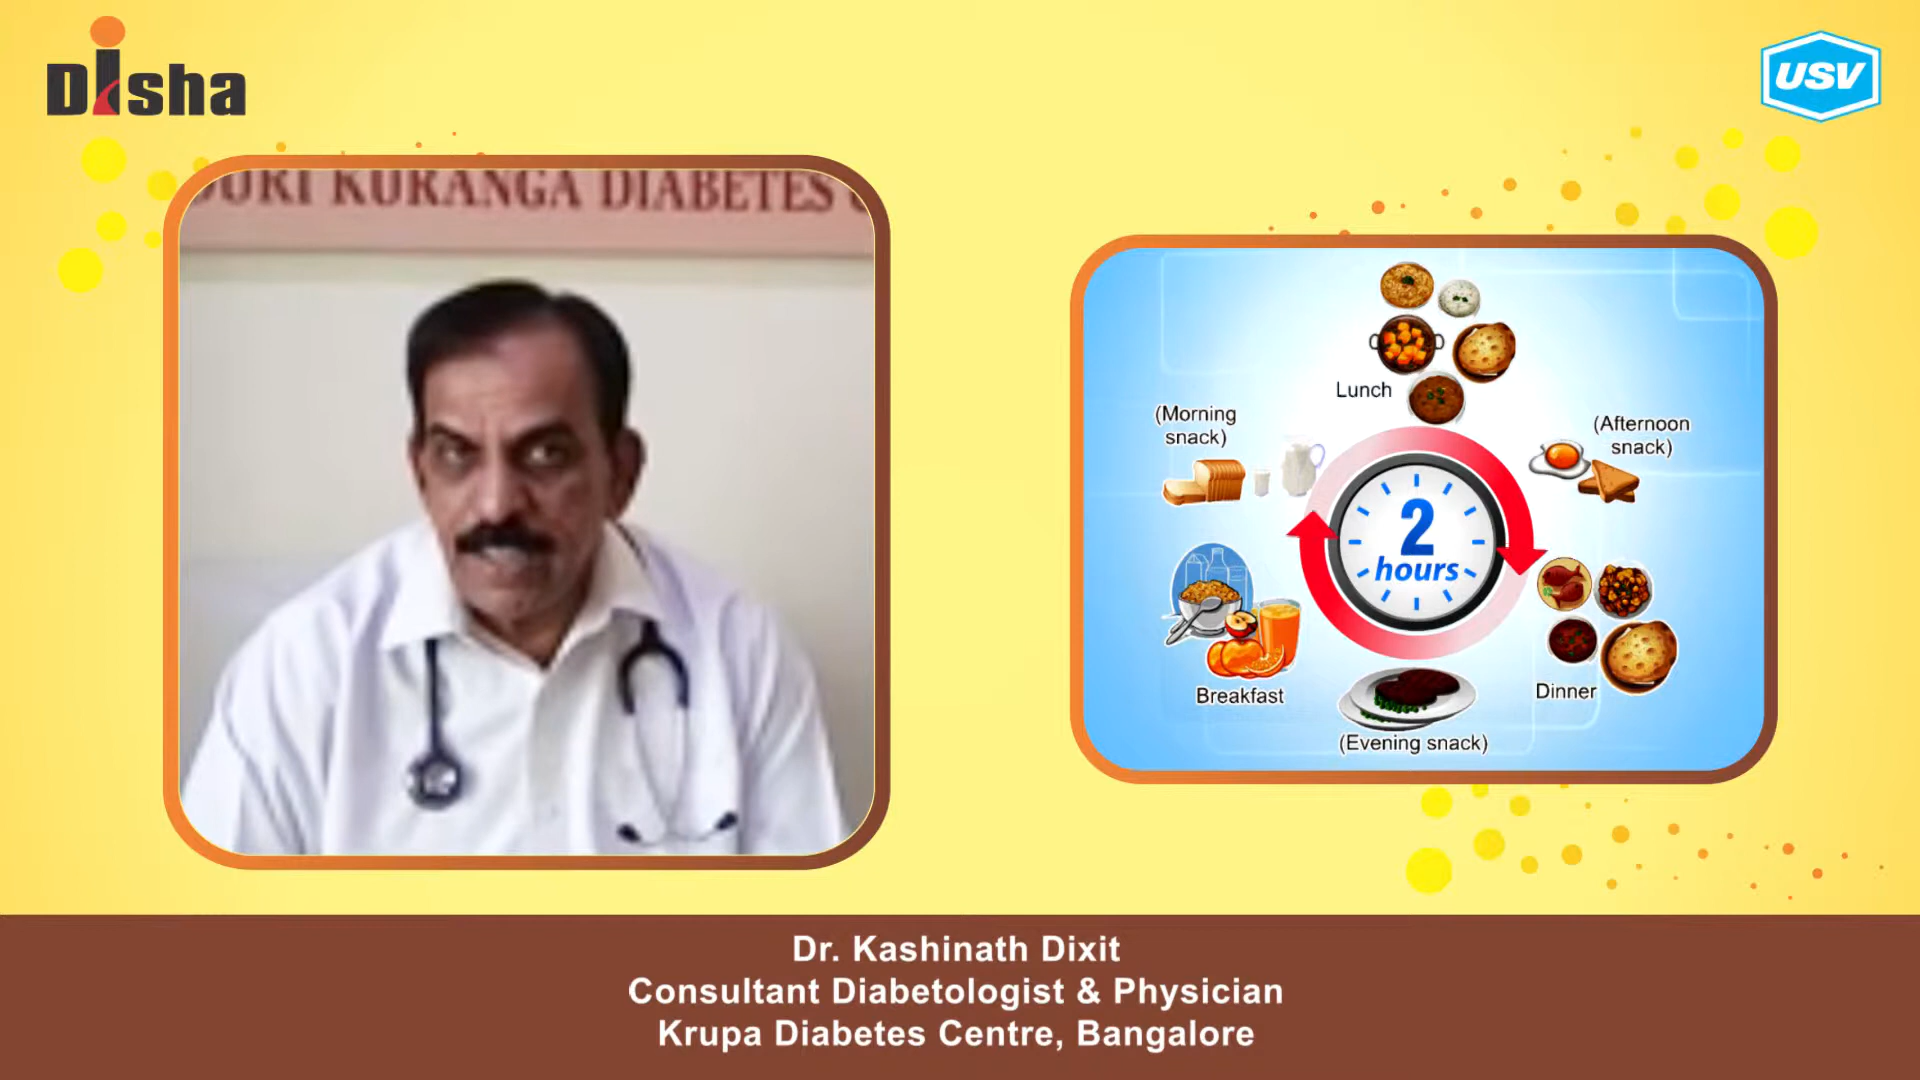 Disha
USV
KURANGA DIABETES
Lunch
(Morning
snack)
(Afternoon
snack)
2
hours
Breakfast
Dinner
(Evening snack)
Dr. Kashinath Dixit
Consultant Diabetologist & Physician
Krupa Diabetes Centre, Bangalore